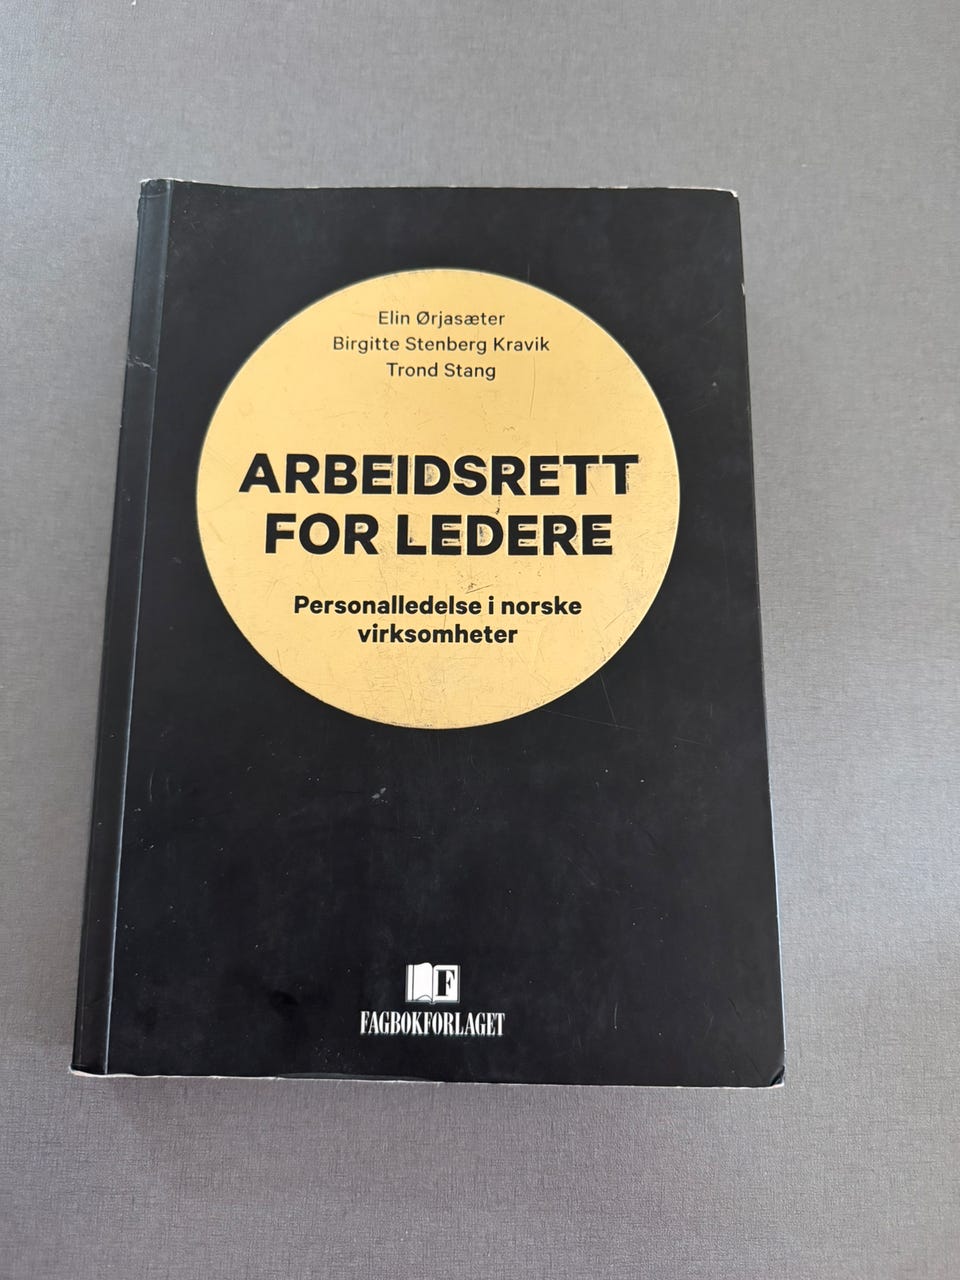 Elin Ørjasæter
Birgitte Stenberg Kravik
Trond Stang
ARBEIDSRETT
FOR LEDERE
Personalledelse i norske
virksomheter
F
FAGBOKFORLAGET